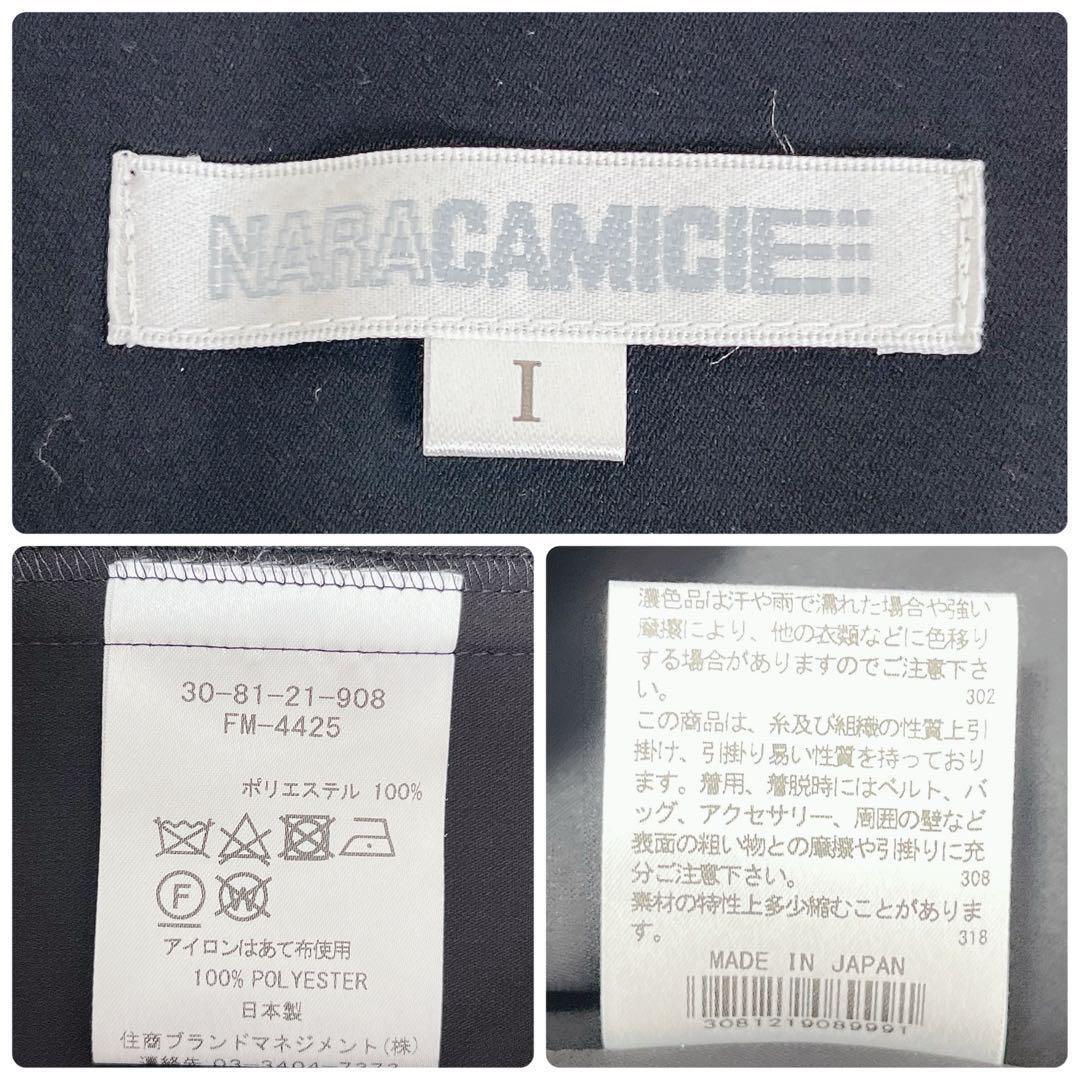 NARACAMICIE
I
30-81-21-908
FM-4425
ポリエステル 100%
F
W
アイロンはあて布使用
100% POLYESTER
日本製
住商ブランドマネジメント(株)
連絡先 03-3404-7373
濃色品は汗や雨で濡れた場合や強い
摩擦により、他の衣類などに色移り
する場合がありますのでご注意下さ
い。 302
この商品は、糸及び組織の性質上引
掛け、引掛り易い性質を持っており
ます。着用、着脱時にはベルト、バ
ッグ、アクセサリー、周囲の壁など
表面の粗い物との摩擦や引掛りに充
分ご注意下さい。 308
素材の特性上多少縮むことがありま
す。 318
MADE IN JAPAN
3081219089991